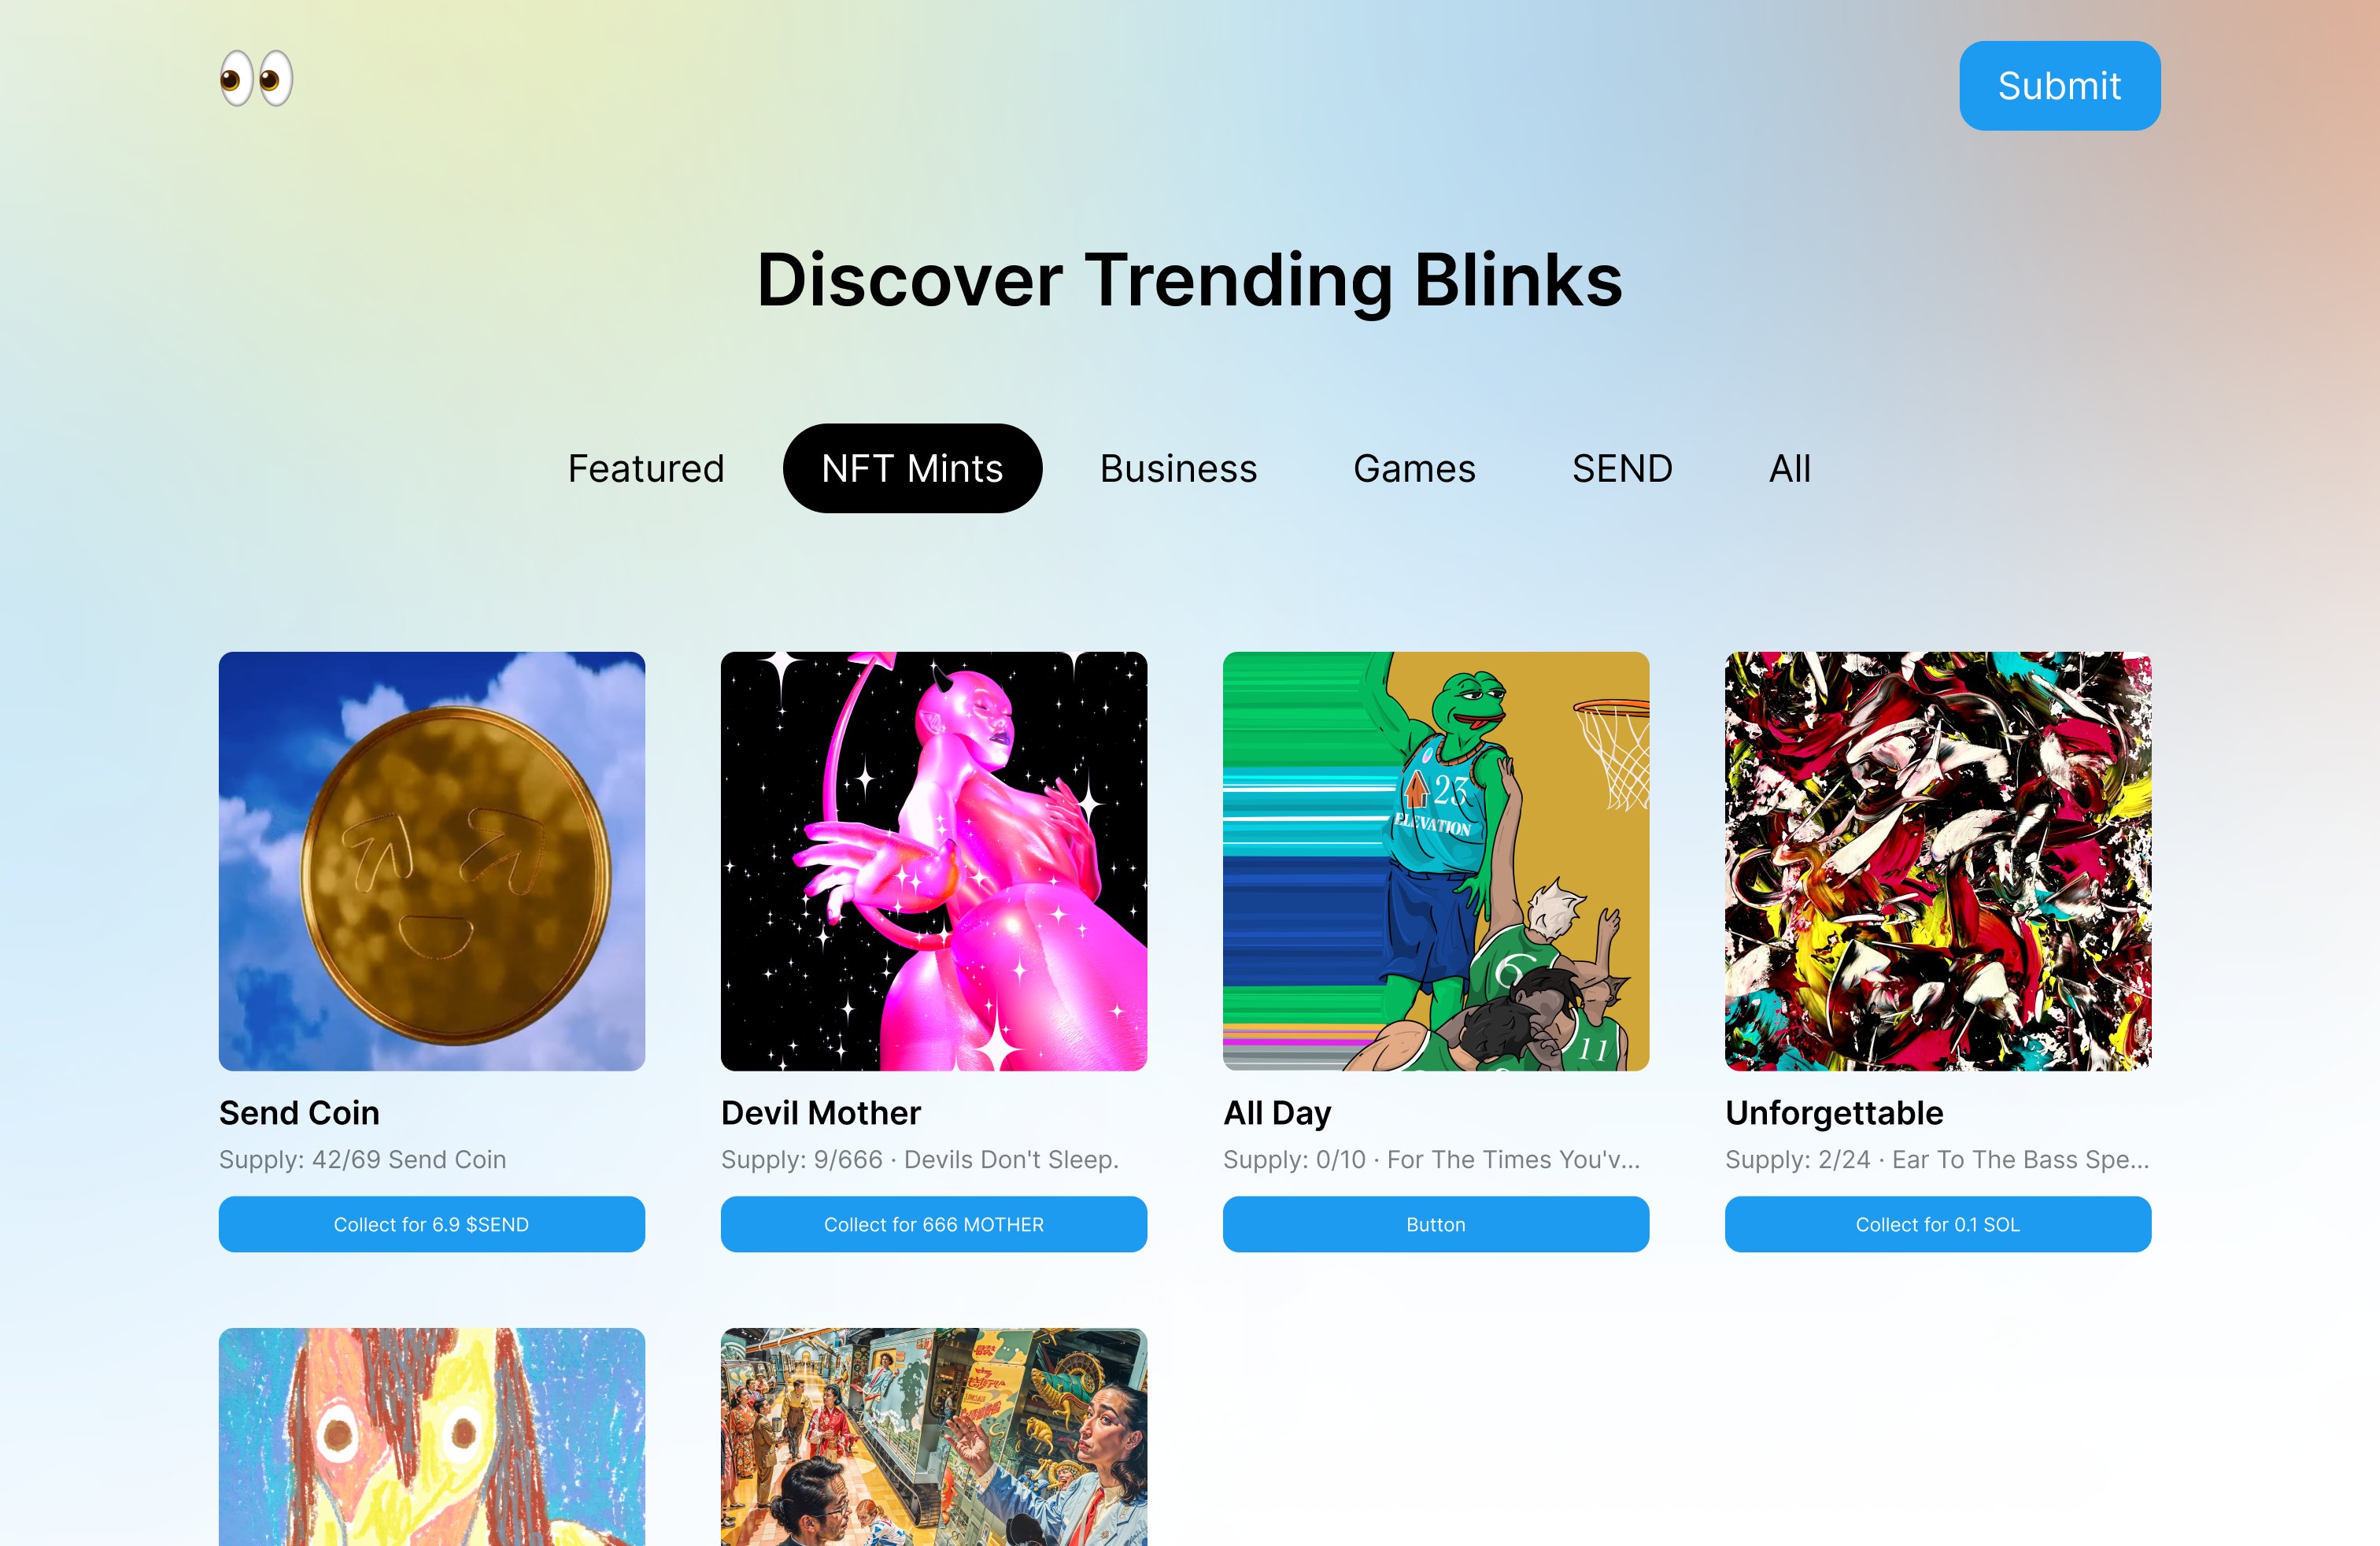 Submit
Discover Trending Blinks
Featured
NFT Mints
Business
Games
SEND
All
23
ELEVATION
6
11
Send Coin
Supply: 42/69 Send Coin
Collect for 6.9 $SEND
Devil Mother
Supply: 9/666 · Devils Don't Sleep.
Collect for 666 MOTHER
All Day
Supply: 0/10 · For The Times You'v...
Button
Unforgettable
Supply: 2/24 · Ear To The Bass Spe...
Collect for 0.1 SOL